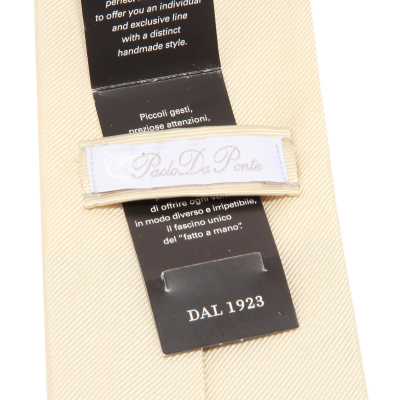 to offer you an individual
and exclusive line
with a distinct
handmade style.
Piccoli gesti,
preziose attenzioni,
Paolo Da Ponte
di offrire ogni
in modo diverso e irripetibile,
il fascino unico
del "fatto a mano".
DAL 1923